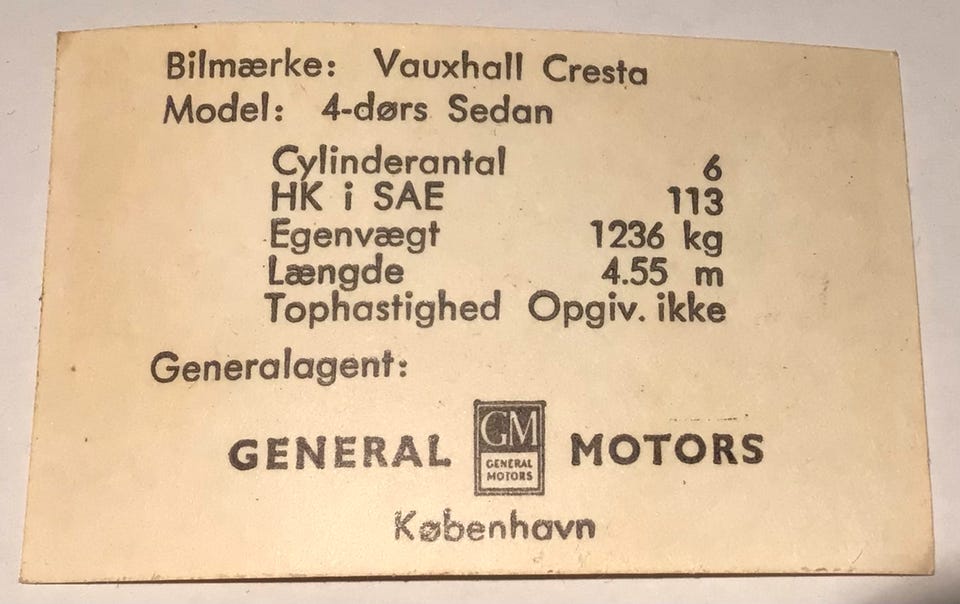 Bilmærke: Vauxhall Cresta
Model: 4-dørs Sedan
Cylinderantal 6
HK i SAE 113
Egenvægt 1236 kg
Længde 4.55 m
Tophastighed Opgiv. ikke
Generalagent:
GENERAL GM MOTORS
GENERAL
MOTORS
København